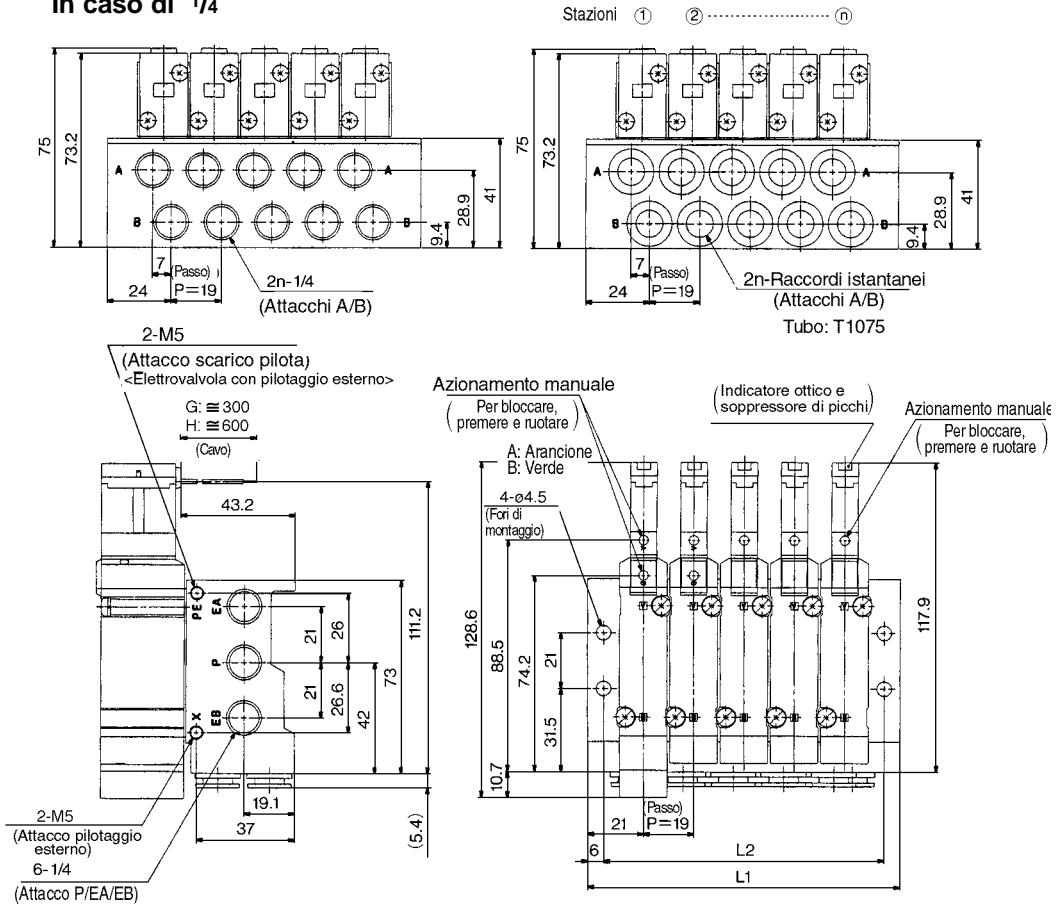 In caso di 1/4
Stazioni 1 2 n
75
73.2
A
A
B
B
41
28.9
9.4
7
(Passo)
P=19
24
2n-1/4
(Attacchi A/B)
75
73.2
A
A
B
B
41
28.9
9.4
7
(Passo)
P=19
24
2n-Raccordi istantanei
(Attacchi A/B)
Tubo: T1075
2-M5
(Attacco scarico pilota)
<Elettrovalvola con pilotaggio esterno>
G: ≅300
H: ≅600
(Cavo)
43.2
PE
EA
P
X
EB
21
26
21
26.6
42
73
111.2
19.1
37
(5.4)
2-M5
(Attacco pilotaggio
esterno)
6-1/4
(Attacco P/EA/EB)
Azionamento manuale
(Per bloccare,
premere e ruotare)
A: Arancione
B: Verde
4-ø4.5
(Fori di
montaggio)
(Indicatore ottico e
soppressore di picchi)
Azionamento manuale
(Per bloccare,
premere e ruotare)
128.6
88.5
74.2
21
31.5
10.7
117.9
21
(Passo)
P=19
6
L2
L1